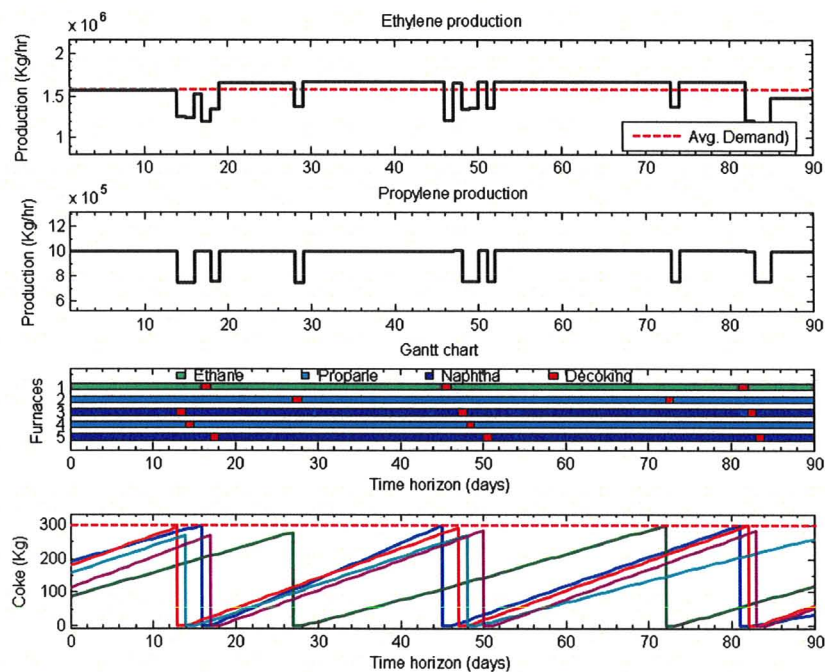 Ethylene production
x 10⁶
Production (Kg/hr)
2
1.5
1
Avg. Demand)
10 20 30 40 50 60 70 80 90
Propylene production
x 10⁵
Production (Kg/hr)
12
10
8
6
0 10 20 30 40 50 60 70 80 90
Gantt chart
Ethane Propane Naphtha Decoking
Furnaces
1
2
3
4
5
0 10 20 30 40 50 60 70 80 90
Time horizon (days)
Coke (Kg)
300
200
100
0
0 10 20 30 40 50 60 70 80 90
Time horizon (days)